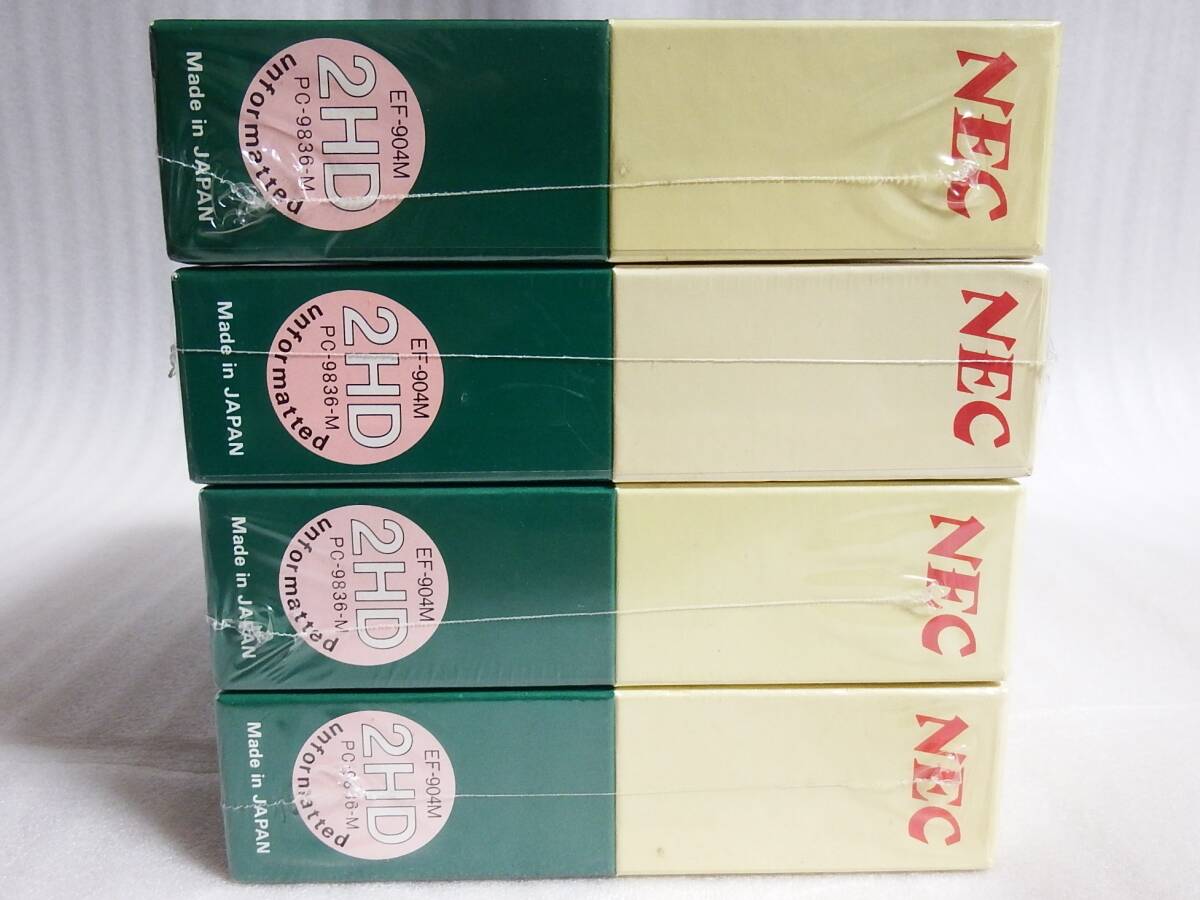 EF-904M
2HD
PC-9836-M
unformatted
Made in JAPAN
NEC
EF-904M
2HD
PC-9836-M
unformatted
Made in JAPAN
NEC
EF-904M
2HD
PC-9836-M
unformatted
Made in JAPAN
NEC
EF-904M
2HD
PC-9836-M
unformatted
Made in JAPAN
NEC